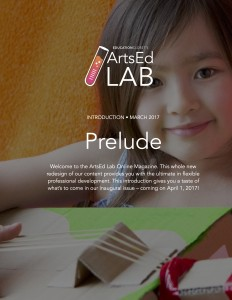 EDUCATIONCLOSET'S
ArtsEd
LAB
INTRODUCTION • MARCH 2017
Prelude
Welcome to the ArtsEd Lab Online Magazine. This whole new
redesign of our content provides you with the ultimate in flexible
professional development. This introduction gives you a taste of
what's to come in our inaugural issue – coming on April 1, 2017!